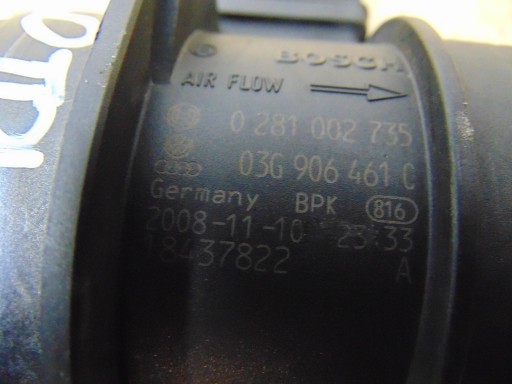 BOSCH
AIR FLOW
0 281 002 735
03G 906 461 C
Germany BPK 816
2008-11-10 23:33
18437822 A